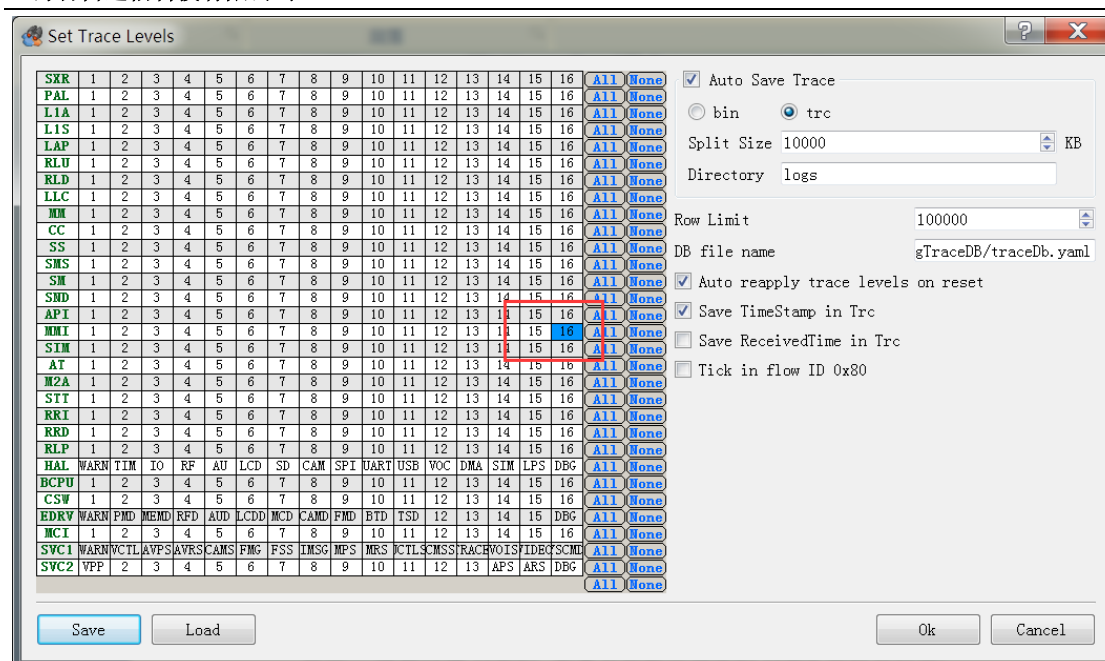 Set Trace Levels
SXR 1 2 3 4 5 6 7 8 9 10 11 12 13 14 15 16 All None
PAL 1 2 3 4 5 6 7 8 9 10 11 12 13 14 15 16 All None
L1A 1 2 3 4 5 6 7 8 9 10 11 12 13 14 15 16 All None
L1S 1 2 3 4 5 6 7 8 9 10 11 12 13 14 15 16 All None
LAP 1 2 3 4 5 6 7 8 9 10 11 12 13 14 15 16 All None
RLU 1 2 3 4 5 6 7 8 9 10 11 12 13 14 15 16 All None
RLD 1 2 3 4 5 6 7 8 9 10 11 12 13 14 15 16 All None
LLC 1 2 3 4 5 6 7 8 9 10 11 12 13 14 15 16 All None
MM 1 2 3 4 5 6 7 8 9 10 11 12 13 14 15 16 All None
CC 1 2 3 4 5 6 7 8 9 10 11 12 13 14 15 16 All None
SS 1 2 3 4 5 6 7 8 9 10 11 12 13 14 15 16 All None
SMS 1 2 3 4 5 6 7 8 9 10 11 12 13 14 15 16 All None
SM 1 2 3 4 5 6 7 8 9 10 11 12 13 14 15 16 All None
SND 1 2 3 4 5 6 7 8 9 10 11 12 13 14 15 16 All None
API 1 2 3 4 5 6 7 8 9 10 11 12 13 14 15 16 All None
MMI 1 2 3 4 5 6 7 8 9 10 11 12 13 14 15 16 All None
SIM 1 2 3 4 5 6 7 8 9 10 11 12 13 14 15 16 All None
AT 1 2 3 4 5 6 7 8 9 10 11 12 13 14 15 16 All None
M2A 1 2 3 4 5 6 7 8 9 10 11 12 13 14 15 16 All None
STT 1 2 3 4 5 6 7 8 9 10 11 12 13 14 15 16 All None
RRI 1 2 3 4 5 6 7 8 9 10 11 12 13 14 15 16 All None
RRD 1 2 3 4 5 6 7 8 9 10 11 12 13 14 15 16 All None
RLP 1 2 3 4 5 6 7 8 9 10 11 12 13 14 15 16 All None
HAL WARN TIM IO RF AU LCD SD CAM SPI UART USB VOC DMA SIM LPS DBG All None
BCPU 1 2 3 4 5 6 7 8 9 10 11 12 13 14 15 16 All None
CSW 1 2 3 4 5 6 7 8 9 10 11 12 13 14 15 16 All None
EDRV WARN PMD MEMD RFD AUD LCDD MCD CAMD FMD BTD TSD 12 13 14 15 DBG All None
MCI 1 2 3 4 5 6 7 8 9 10 11 12 13 14 15 16 All None
SVC1 WARN VCTL AVPS AVRS CAMS FMG FSS IMSG MPS MRS CTLS CMSS RACE VOIS VIDEO SCMD All None
SVC2 VPP 2 3 4 5 6 7 8 9 10 11 12 13 APS ARS DBG All None
All None
Auto Save Trace
bin trc
Split Size 10000 KB
Directory logs
Row Limit 100000
DB file name gTraceDB/traceDb.yaml
Auto reapply trace levels on reset
Save TimeStamp in Trc
Save ReceivedTime in Trc
Tick in flow ID 0x80
Save Load Ok Cancel